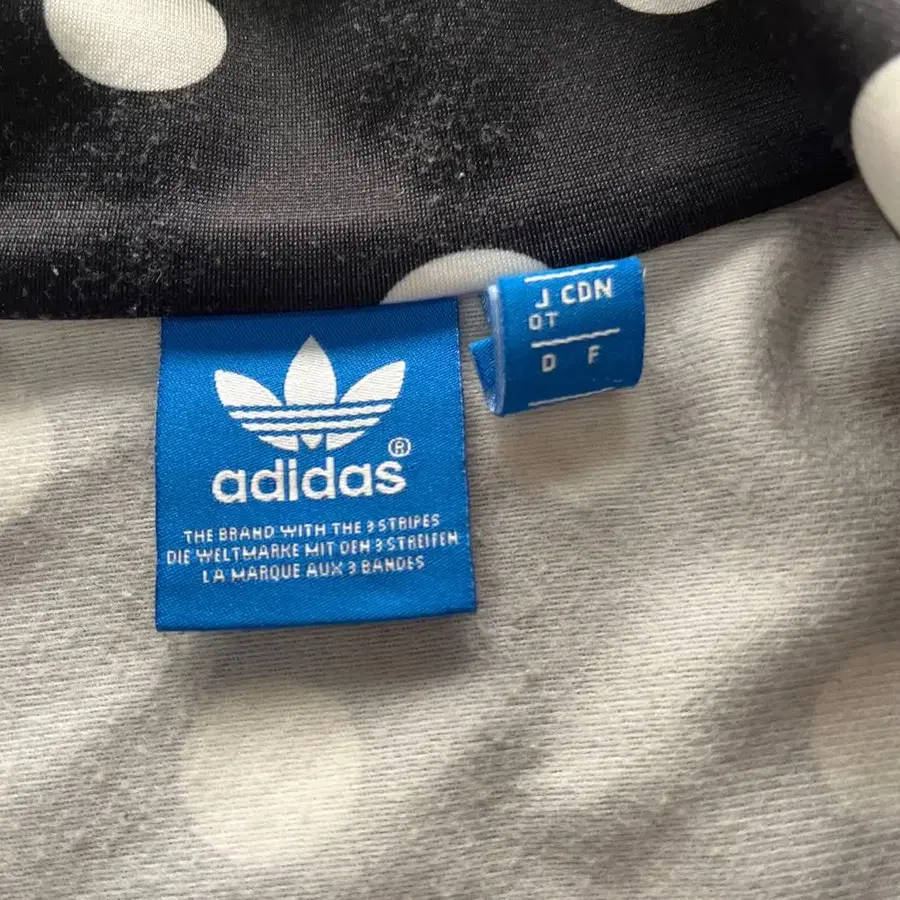 adidas®
THE BRAND WITH THE 3 STRIPES
DIE WELTMARKE MIT DEN 3 STREIFEN
LA MARQUE AUX 3 BANDES
J CDN
OT
D F